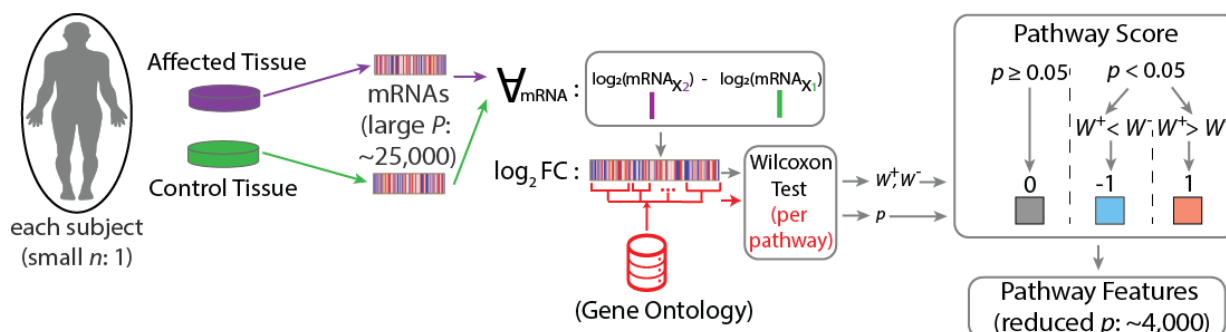 each subject
(small n: 1)
Affected Tissue
Control Tissue
mRNAs
(large P:
~25,000)
∀mRNA :
log₂(mRNAX₂) - log₂(mRNAX₁)
log₂ FC :
...
(Gene Ontology)
Wilcoxon
Test
(per
pathway)
W⁺, W⁻
p
Pathway Score
p ≥ 0.05
p < 0.05
W⁺ < W⁻
W⁺> W
0
-1
1
Pathway Features
(reduced p: ~4,000)